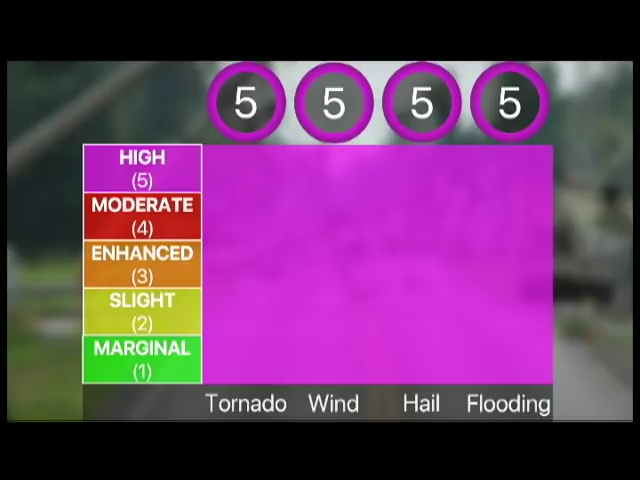 5 5 5 5
HIGH
(5)
MODERATE
(4)
ENHANCED
(3)
SLIGHT
(2)
MARGINAL
(1)
Tornado Wind Hail Flooding